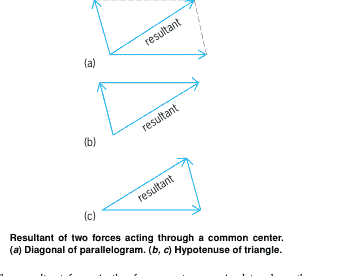 resultant
(a)
resultant
(b)
resultant
(c)
Resultant of two forces acting through a common center.
(a) Diagonal of parallelogram. (b, c) Hypotenuse of triangle.